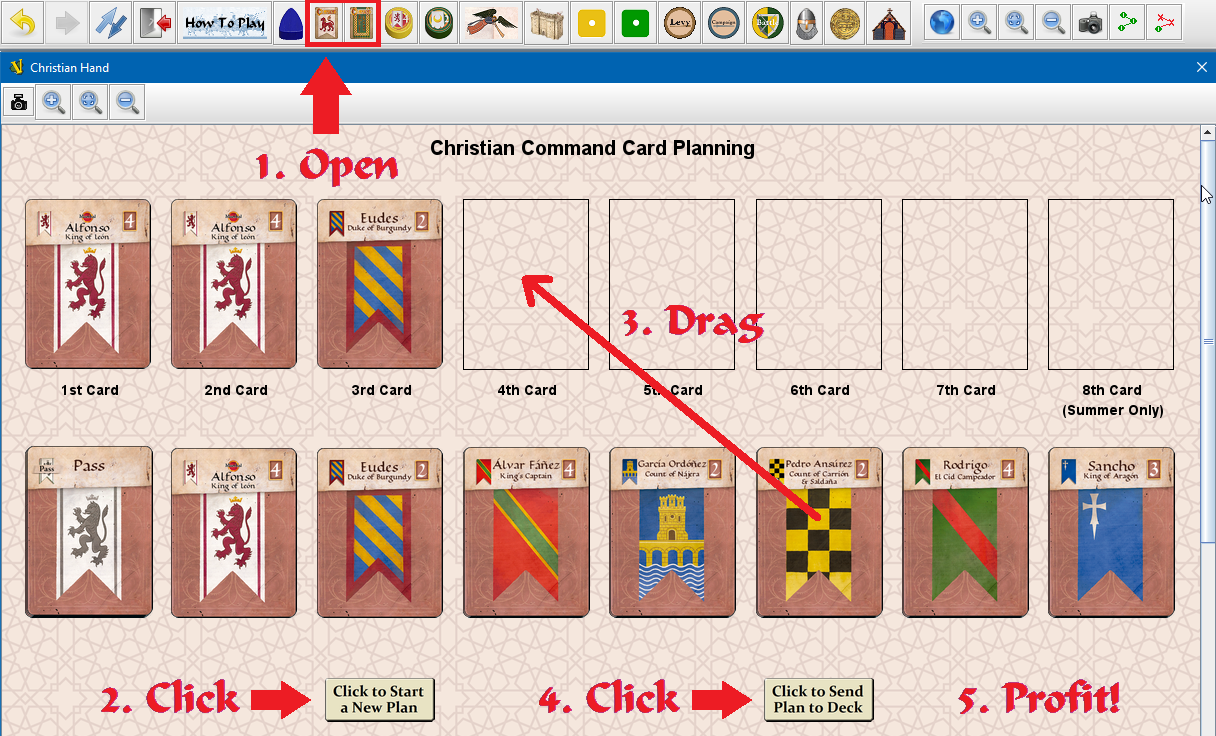 How To Play
Levy
Campaign
Battle
Christian Hand
1. Open
Christian Command Card Planning
Alfonso
King of León
4
Alfonso
King of León
4
Eudes
Duke of Burgundy
2
3. Drag
1st Card
2nd Card
3rd Card
4th Card
5th Card
6th Card
7th Card
8th Card
(Summer Only)
Pass
Pass
Alfonso
King of León
4
Eudes
Duke of Burgundy
2
Álvar Fáñez
King's Captain
4
García Ordóñez
Count of Nájera
2
Pedro Ansúrez
Count of Carrión
& Saldaña
2
Rodrigo
El Cid Campeador
4
Sancho
King of Aragón
3
2. Click
Click to Start
a New Plan
4. Click
Click to Send
Plan to Deck
5. Profit!